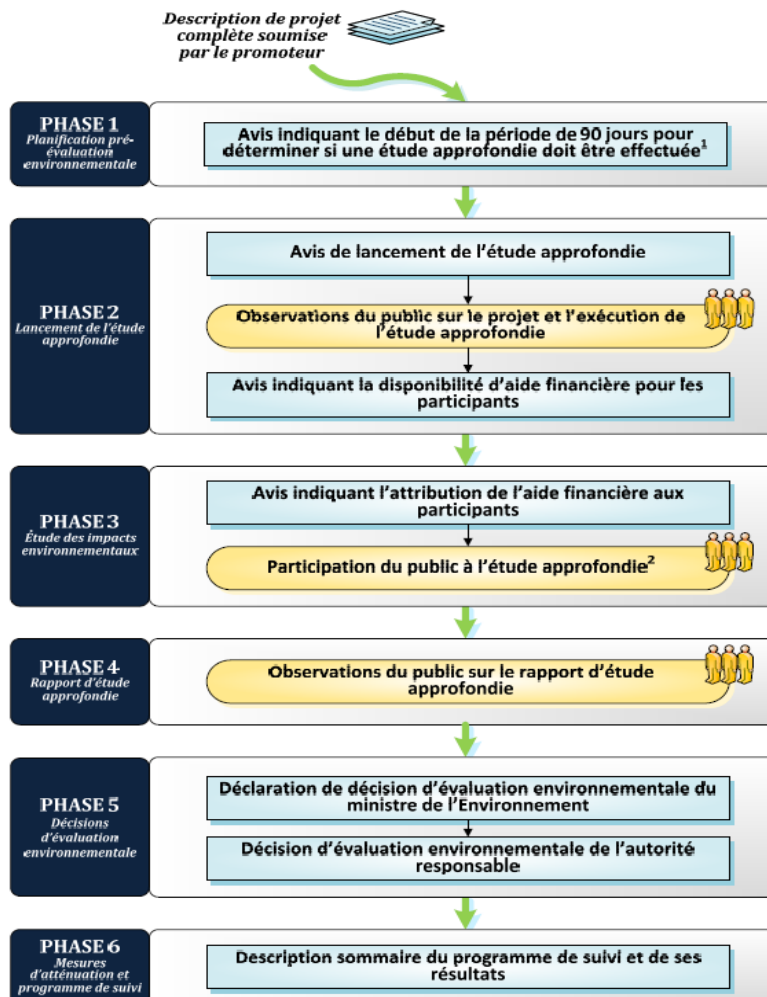 Description de projet
complète soumise
par le promoteur
PHASE 1
Planification pré-
évaluation
environnementale
Avis indiquant le début de la période de 90 jours pour
déterminer si une étude approfondie doit être effectuée¹
PHASE 2
Lancement de l'étude
approfondie
Avis de lancement de l'étude approfondie
Observations du public sur le projet et l'exécution de
l'étude approfondie
Avis indiquant la disponibilité d'aide financière pour les
participants
PHASE 3
Étude des impacts
environnementaux
Avis indiquant l'attribution de l'aide financière aux
participants
Participation du public à l'étude approfondie²
PHASE 4
Rapport d'étude
approfondie
Observations du public sur le rapport d'étude
approfondie
PHASE 5
Décisions
d'évaluation
environnementale
Déclaration de décision d'évaluation environnementale du
ministre de l'Environnement
Décision d'évaluation environnementale de l'autorité
responsable
PHASE 6
Mesures
d'atténuation et
programme de suivi
Description sommaire du programme de suivi et de ses
résultats